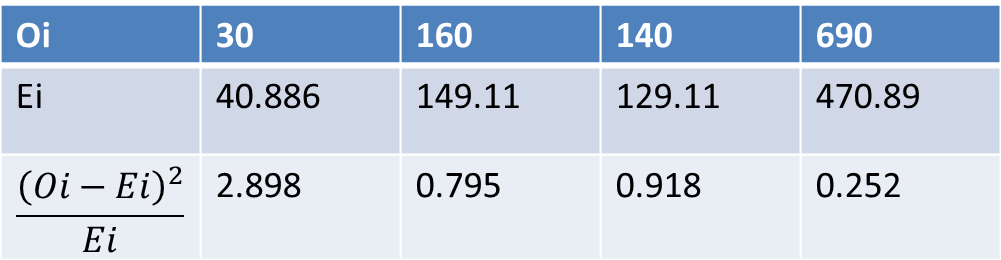 Oi 30 160 140 690
Ei 40.886 149.11 129.11 470.89
(Oi − Ei)² 2.898 0.795 0.918 0.252
Ei